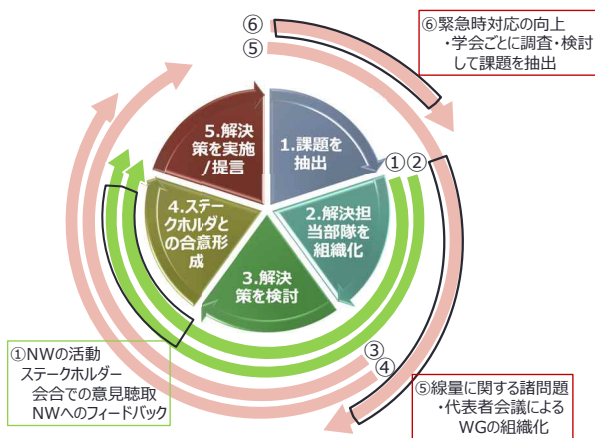 ⑥
⑤
⑥緊急時対応の向上
・学会ごとに調査・検討
して課題を抽出
5.解決
策を実施
/提言
1.課題を
抽出
①②
4.ステー
クホルダと
の合意形
成
2.解決担
当部隊を
組織化
3.解決
策を検討
③
④
①NWの活動
ステークホルダー
会合での意見聴取
NWへのフィードバック
⑤線量に関する諸問題
・代表者会議による
WGの組織化